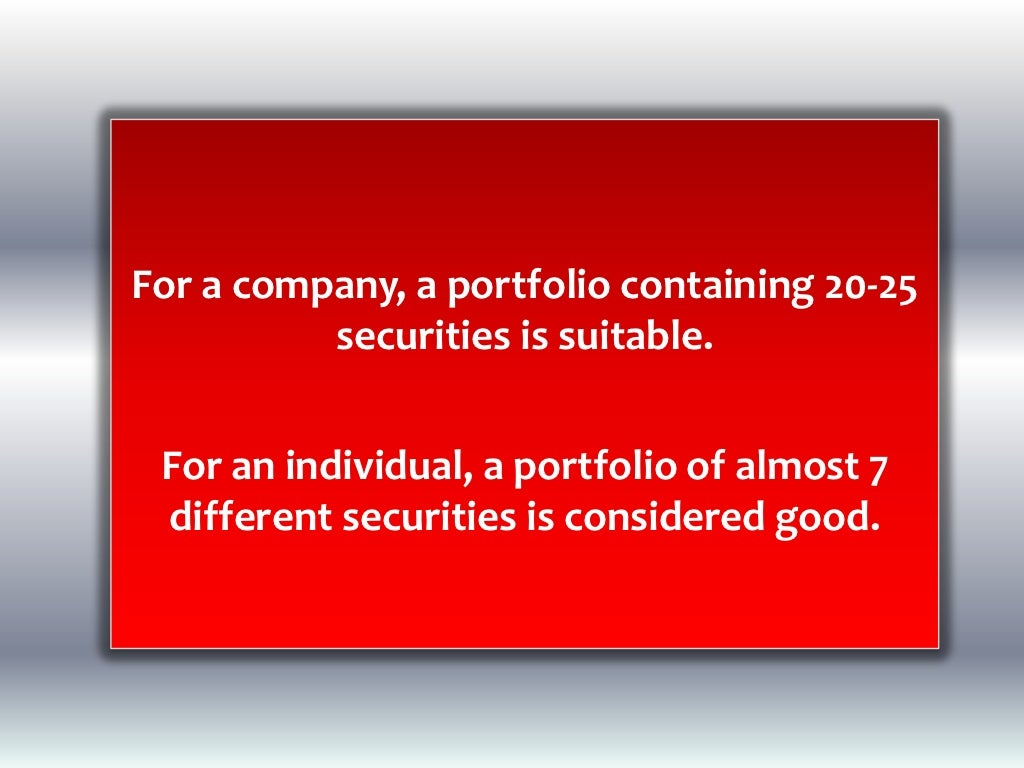 For a company, a portfolio containing 20-25
securities is suitable.
For an individual, a portfolio of almost 7
different securities is considered good.